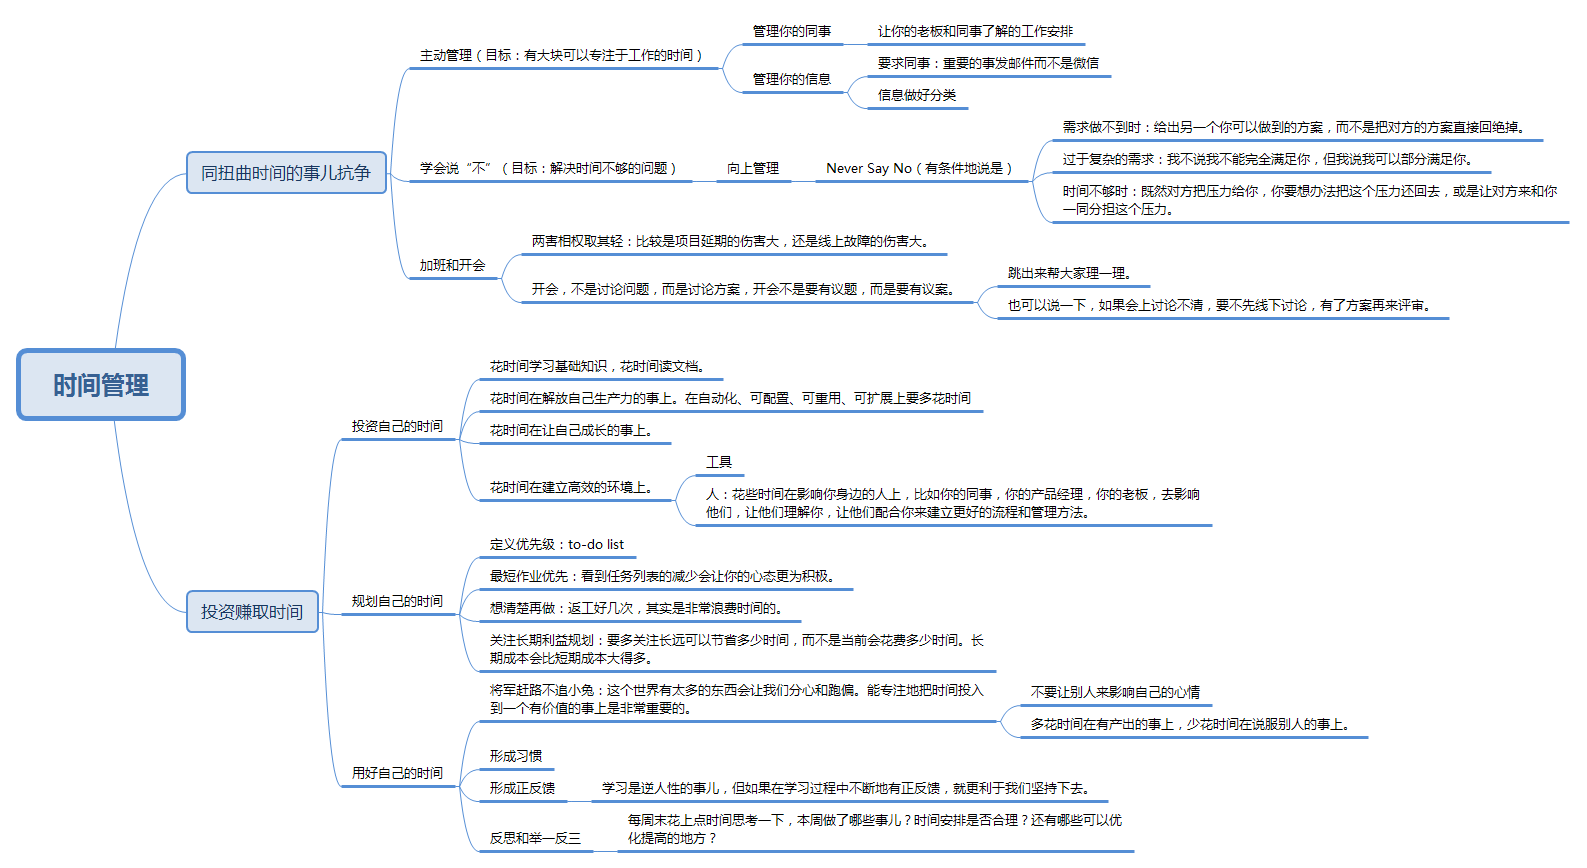 时间管理
同扭曲时间的事儿抗争
主动管理（目标：有大块可以专注于工作的时间）
管理你的同事
让你的老板和同事了解的工作安排
管理你的信息
要求同事：重要的事发邮件而不是微信
信息做好分类
学会说“不”（目标：解决时间不够的问题）
向上管理
Never Say No（有条件地说是）
需求做不到时：给出另一个你可以做到的方案，而不是把对方的方案直接回绝掉。
过于复杂的需求：我不说我不能完全满足你，但我说我可以部分满足你。
时间不够时：既然对方把压力给你，你要想办法把这个压力还回去，或是让对方来和你
一同分担这个压力。
加班和开会
两害相权取其轻：比较是项目延期的伤害大，还是线上故障的伤害大。
开会，不是讨论问题，而是讨论方案，开会不是要有议题，而是要有议案。
跳出来帮大家理一理。
也可以说一下，如果会上讨论不清，要不先线下讨论，有了方案再来评审。
投资赚取时间
投资自己的时间
花时间学习基础知识，花时间读文档。
花时间在解放自己生产力的事上。在自动化、可配置、可重用、可扩展上要多花时间
花时间在让自己成长的事上。
花时间在建立高效的环境上。
工具
人：花些时间在影响你身边的人上，比如你的同事，你的产品经理，你的老板，去影响
他们，让他们理解你，让他们配合你来建立更好的流程和管理方法。
规划自己的时间
定义优先级：to-do list
最短作业优先：看到任务列表的减少会让你的心态更为积极。
想清楚再做：返工好几次，其实是非常浪费时间的。
关注长期利益规划：要多关注长远可以节省多少时间，而不是当前会花费多少时间。长
期成本会比短期成本大得多。
用好自己的时间
将军赶路不追小兔：这个世界有太多的东西会让我们分心和跑偏。能专注地把时间投入
到一个有价值的事上是非常重要的。
不要让别人来影响自己的心情
多花时间在有产出的事上，少花时间在说服别人的事上。
形成习惯
形成正反馈
学习是逆人性的事儿，但如果在学习过程中不断地有正反馈，就更利于我们坚持下去。
反思和举一反三
每周末花上点时间思考一下，本周做了哪些事儿？时间安排是否合理？还有哪些可以优
化提高的地方？